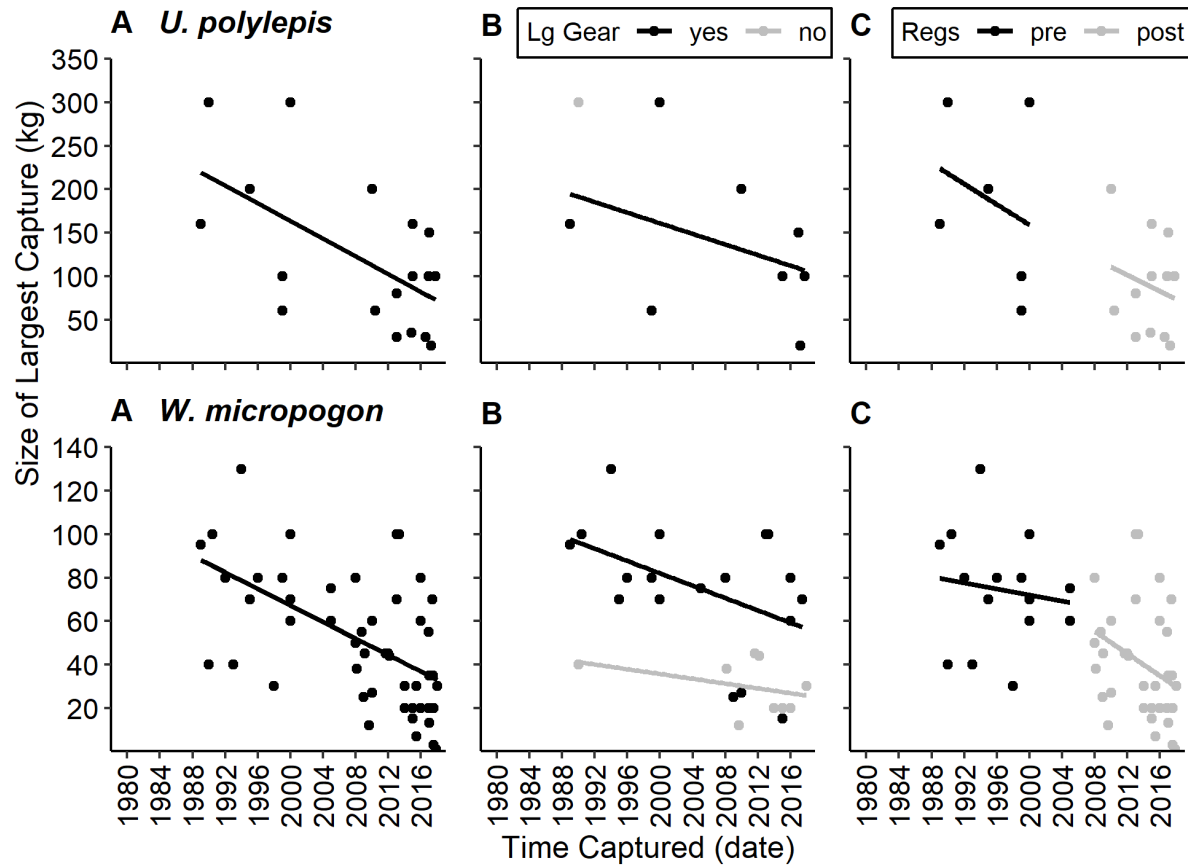 A U. polylepis
B Lg Gear yes no
C Regs pre post
Size of Largest Capture (kg)
350
300
250
200
150
100
50
A W. micropogon
B
C
140
120
100
80
60
40
20
1980 1984 1988 1992 1996 2000 2004 2008 2012 2016
1980 1984 1988 1992 1996 2000 2004 2008 2012 2016
1980 1984 1988 1992 1996 2000 2004 2008 2012 2016
Time Captured (date)